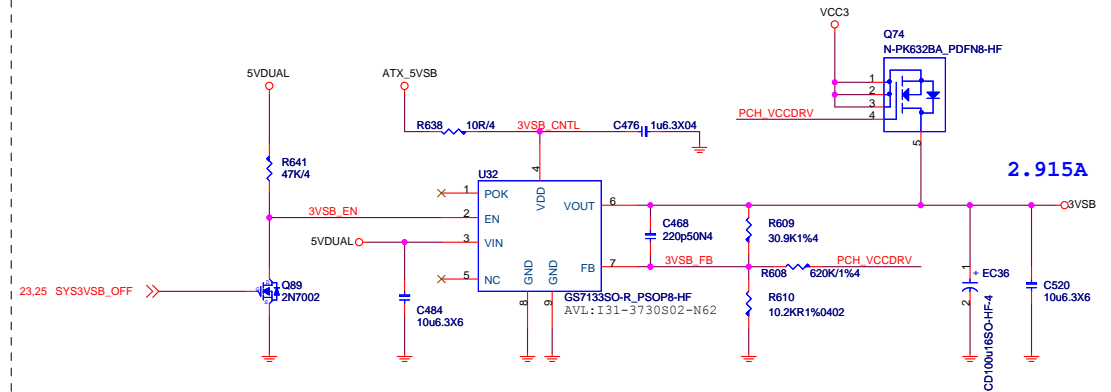 VCC3
Q74
N-PK632BA_PDFN8-HF
5VDUAL
ATX_5VSB
1
2
3
4
PCH_VCCDRV
5
R638
10R/4
3VSB_CNTL
C476
1u6.3X04
R641
47K/4
2.915A
4
U32
1
POK
VDD
VOUT
6
3VSB
3VSB_EN
2
EN
C468
220p50N4
R609
30.9K1%4
5VDUAL
3
VIN
3VSB_FB
PCH_VCCDRV
5
NC
GND
GND
FB
7
R608
620K/1%4
1
+
EC36
23,25 SYS3VSB_OFF
Q89
2N7002
GS7133SO-R_PSOP8-HF
AVL:I31-3730S02-N62
R610
10.2KR1%0402
C520
10u6.3X6
C484
10u6.3X6
8
9
2
CD100u16SO-HF-4